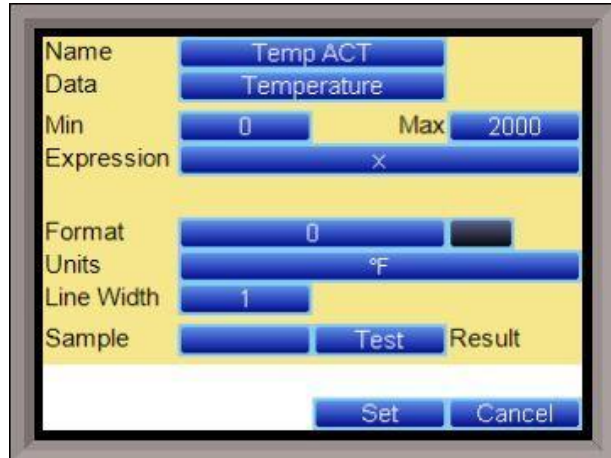 Name Temp ACT
Data Temperature
Min 0 Max 2000
Expression x
Format 0
Units °F
Line Width 1
Sample Test Result
Set Cancel